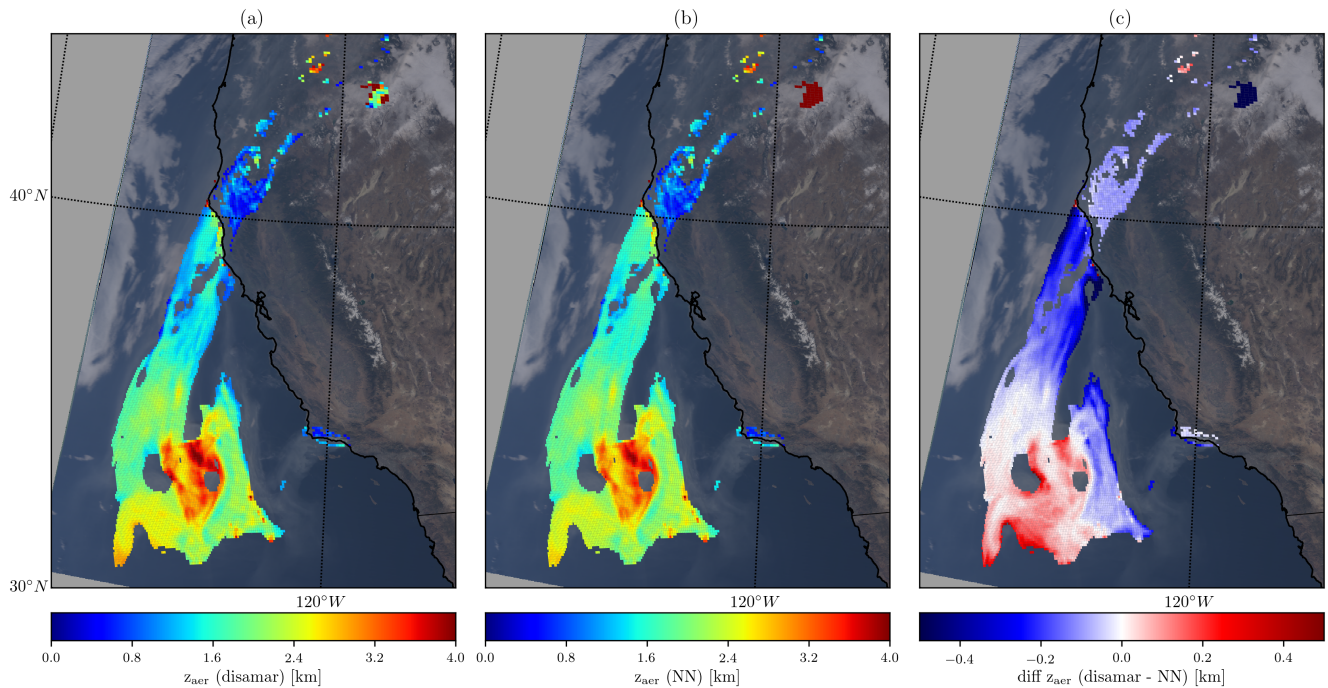 (a) (b) (c)
40°N
30°N
120°W 120°W 120°W
0.0 0.8 1.6 2.4 3.2 4.0 0.0 0.8 1.6 2.4 3.2 4.0 −0.4 −0.2 0.0 0.2 0.4
z_aer (disamar) [km] z_aer (NN) [km] diff z_aer (disamar - NN) [km]